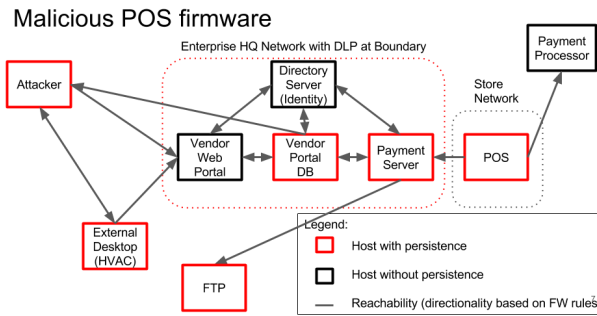 Malicious POS firmware
Enterprise HQ Network with DLP at Boundary
Payment
Processor
Attacker
Directory
Server
(Identity)
Store
Network
Vendor
Web
Portal
Vendor
Portal
DB
Payment
Server
POS
External
Desktop
(HVAC)
FTP
Legend:
Host with persistence
Host without persistence
Reachability (directionality based on FW rules
7